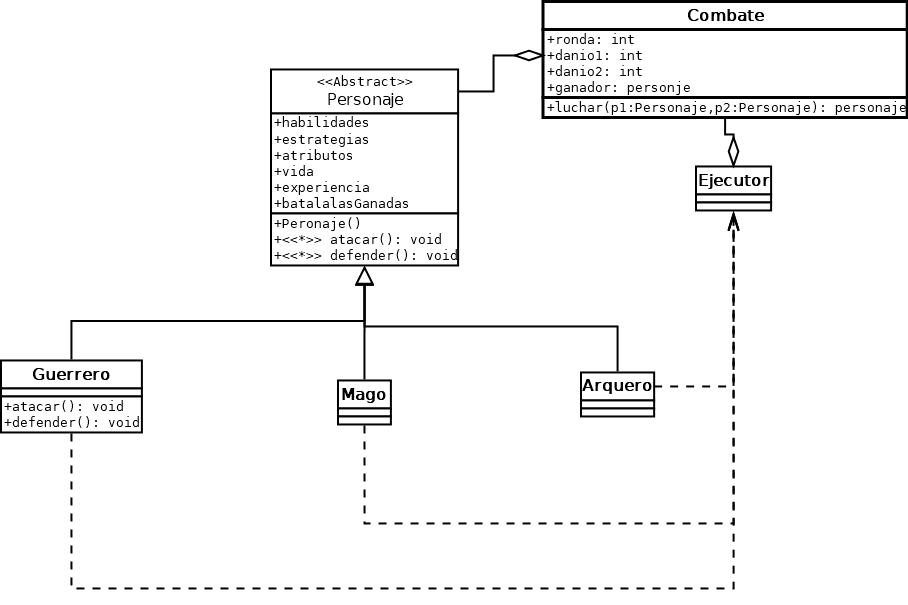 Combate
+ronda: int
+danio1: int
+danio2: int
+ganador: personje
+luchar(p1:Personaje,p2:Personaje): personaje
<<Abstract>>
Personaje
+habilidades
+estrategias
+atributos
+vida
+experiencia
+batalalasGanadas
+Peronaje()
+<<*>> atacar(): void
+<<*>> defender(): void
Ejecutor
Guerrero
+atacar(): void
+defender(): void
Mago
Arquero